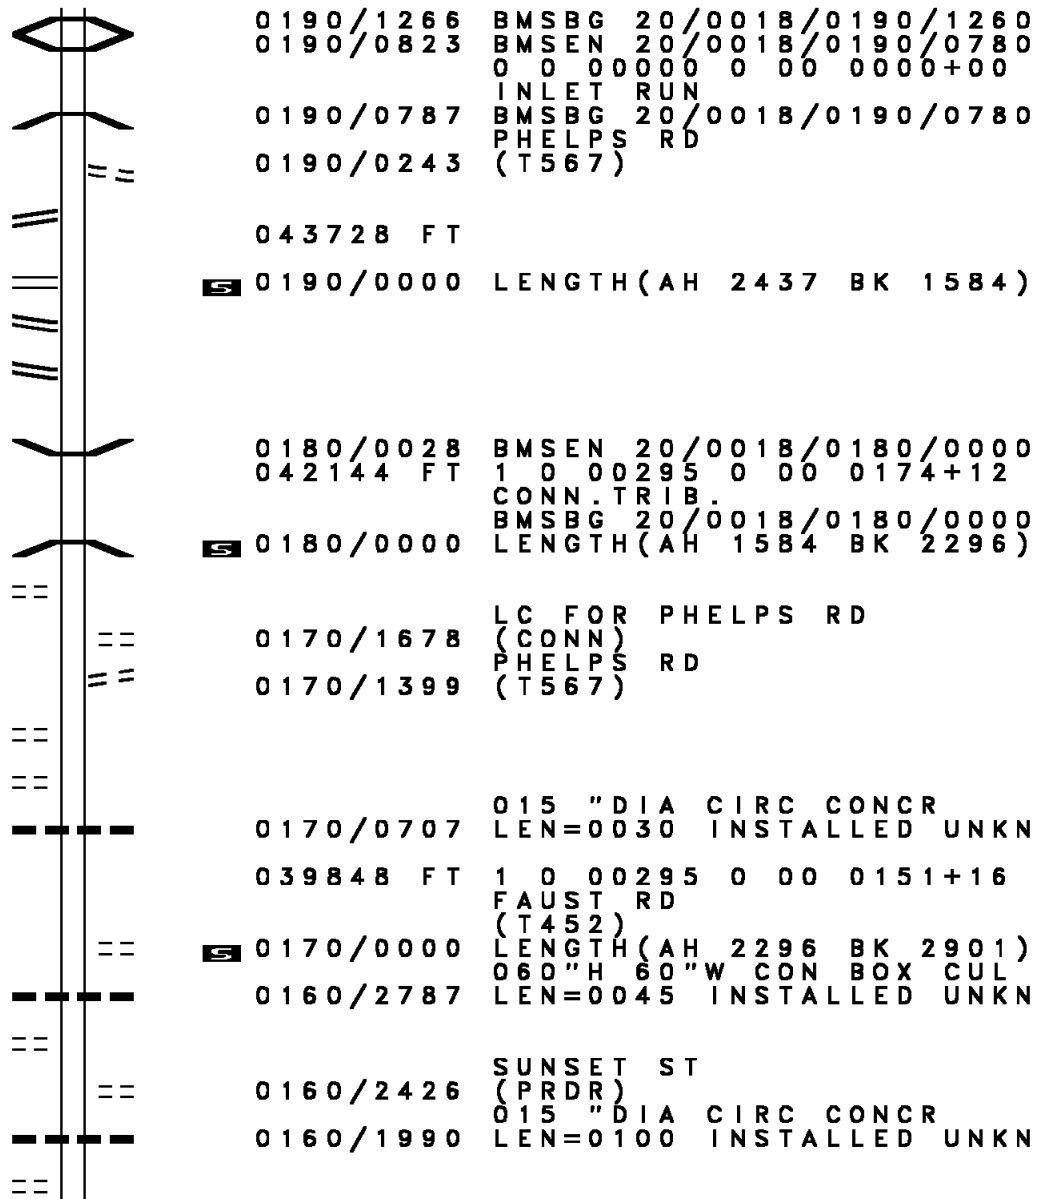 0190/1266 BMSBG 20/0018/0190/1260
0190/0823 BMSEN 20/0018/0190/0780
0 0 00000 0 00 0000+00
INLET RUN
0190/0787 BMSBG 20/0018/0190/0780
PHELPS RD
0190/0243 (T567)
043728 FT
S 0190/0000 LENGTH(AH 2437 BK 1584)
0180/0028 BMSEN 20/0018/0180/0000
042144 FT 1 0 00295 0 00 0174+12
CONN.TRIB.
BMSBG 20/0018/0180/0000
S 0180/0000 LENGTH(AH 1584 BK 2296)
LC FOR PHELPS RD
0170/1678 (CONN)
PHELPS RD
0170/1399 (T567)
015 "DIA CIRC CONCR
0170/0707 LEN=0030 INSTALLED UNKN
039848 FT 1 0 00295 0 00 0151+16
FAUST RD
(T452)
S 0170/0000 LENGTH(AH 2296 BK 2901)
060"H 60"W CON BOX CUL
0160/2787 LEN=0045 INSTALLED UNKN
SUNSET ST
0160/2426 (PRDR)
015 "DIA CIRC CONCR
0160/1990 LEN=0100 INSTALLED UNKN